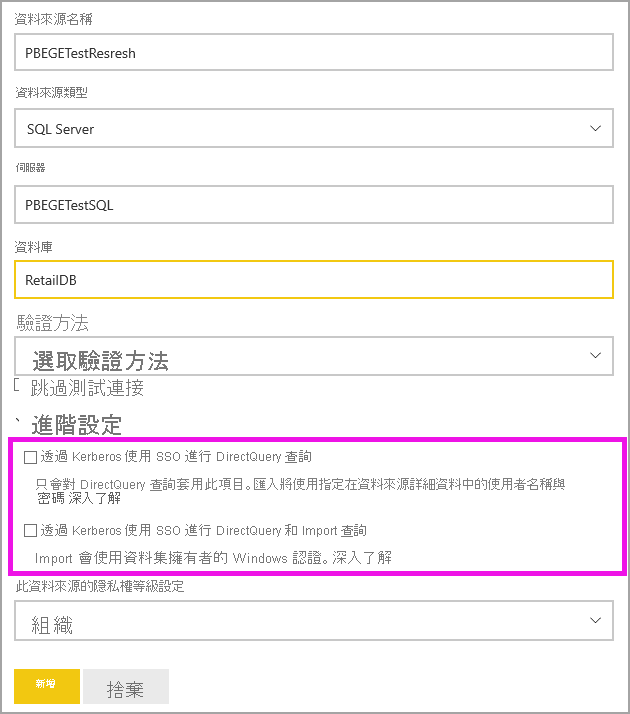 資料來源名稱
PBEGETestResresh
資料來源類型
SQL Server
伺服器
PBEGETestSQL
資料庫
RetailDB
驗證方法
選取驗證方法
跳過測試連接
進階設定
透過 Kerberos 使用 SSO 進行 DirectQuery 查詢
只會對 DirectQuery 查詢套用此項目。匯入將使用指定在資料來源詳細資料中的使用者名稱與
密碼 深入了解
透過 Kerberos 使用 SSO 進行 DirectQuery 和 Import 查詢
Import 會使用資料集擁有者的 Windows 認證。深入了解
此資料來源的隱私權等級設定
組織
新增
捨棄